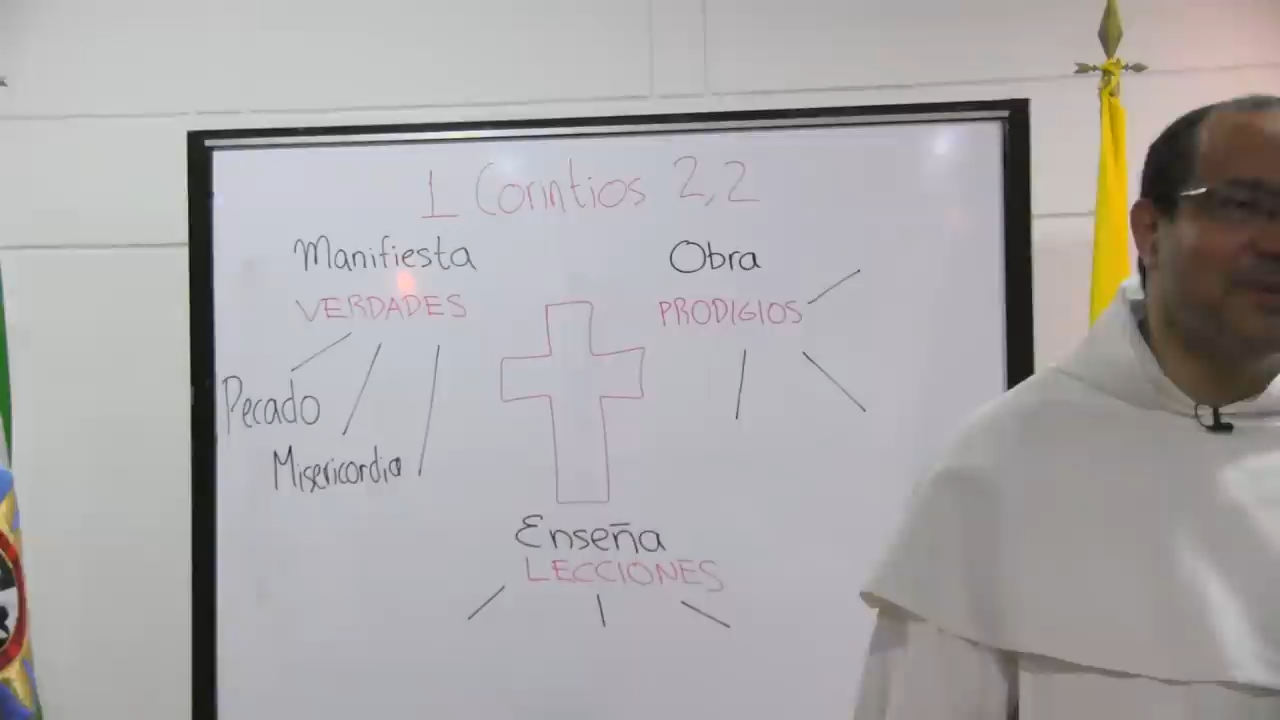 1 Corintios 2,2
Manifiesta
VERDADES
Pecado
Misericordia
Obra
PRODIGIOS
Enseña
LECCIONES